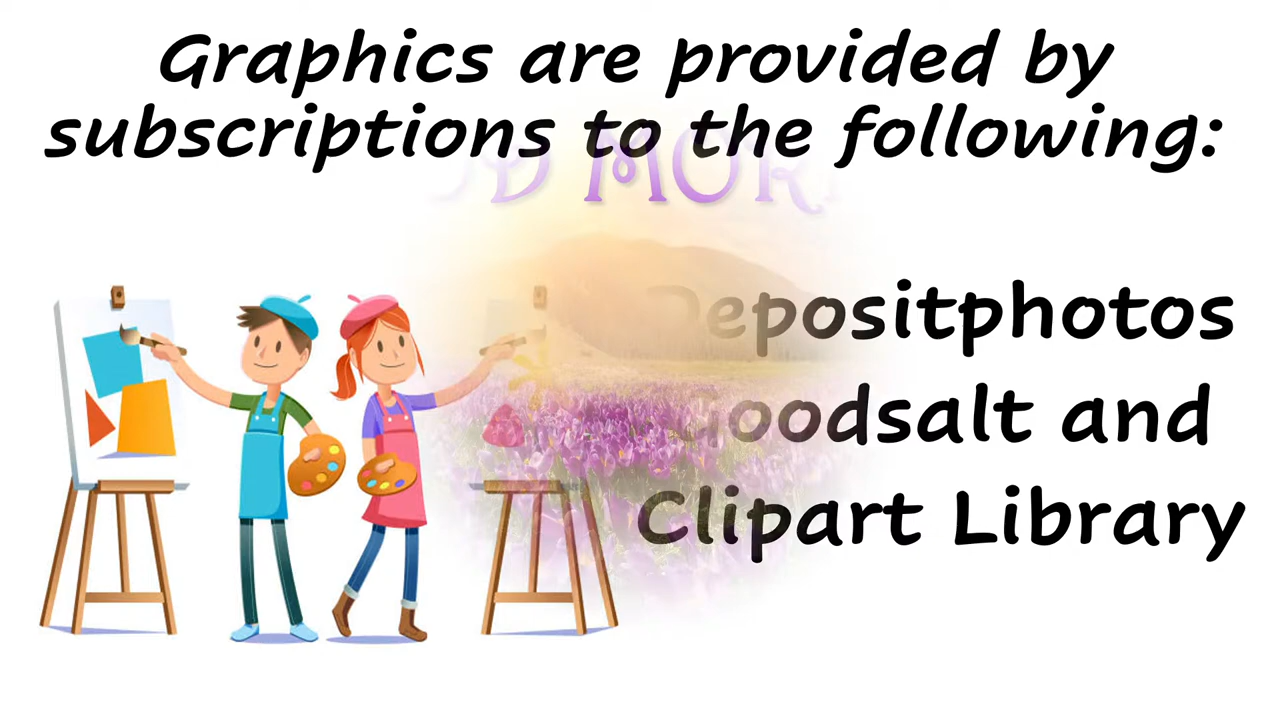 Graphics are provided by
subscriptions to the following:
Depositphotos
Goodsalt and
Clipart Library